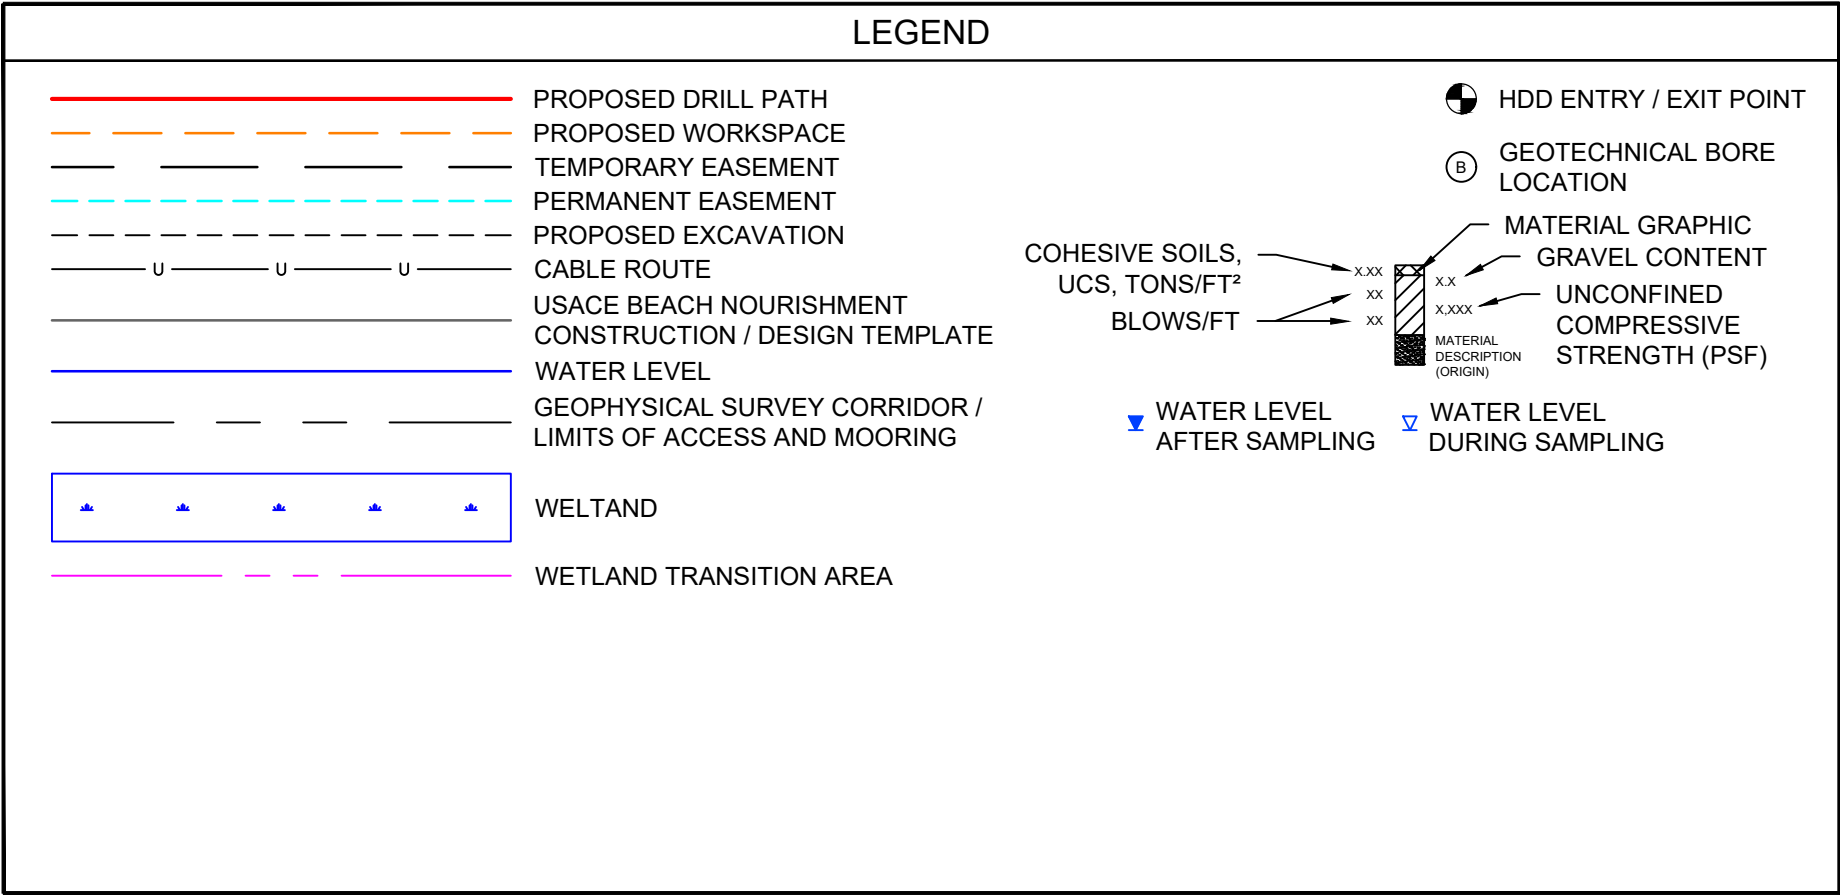 LEGEND
PROPOSED DRILL PATH
PROPOSED WORKSPACE
TEMPORARY EASEMENT
PERMANENT EASEMENT
PROPOSED EXCAVATION
U U U CABLE ROUTE
USACE BEACH NOURISHMENT
CONSTRUCTION / DESIGN TEMPLATE
WATER LEVEL
GEOPHYSICAL SURVEY CORRIDOR /
LIMITS OF ACCESS AND MOORING
WELTAND
WETLAND TRANSITION AREA
HDD ENTRY / EXIT POINT
B
GEOTECHNICAL BORE
LOCATION
COHESIVE SOILS,
UCS, TONS/FT²
BLOWS/FT
X.XX
XX
XX
MATERIAL GRAPHIC
GRAVEL CONTENT
X.X
X,XXX
UNCONFINED
COMPRESSIVE
STRENGTH (PSF)
MATERIAL
DESCRIPTION
(ORIGIN)
WATER LEVEL
AFTER SAMPLING
WATER LEVEL
DURING SAMPLING